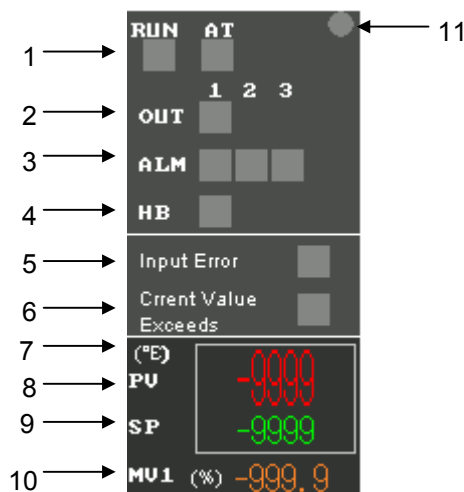 RUN AT
11
1
1 2 3
2 OUT
3 ALM
4 HB
5 Input Error
6 Crrent Value
Exceeds
7 (°E)
8 PV -9999
9 SP -9999
10 MV1 (%) -999.9